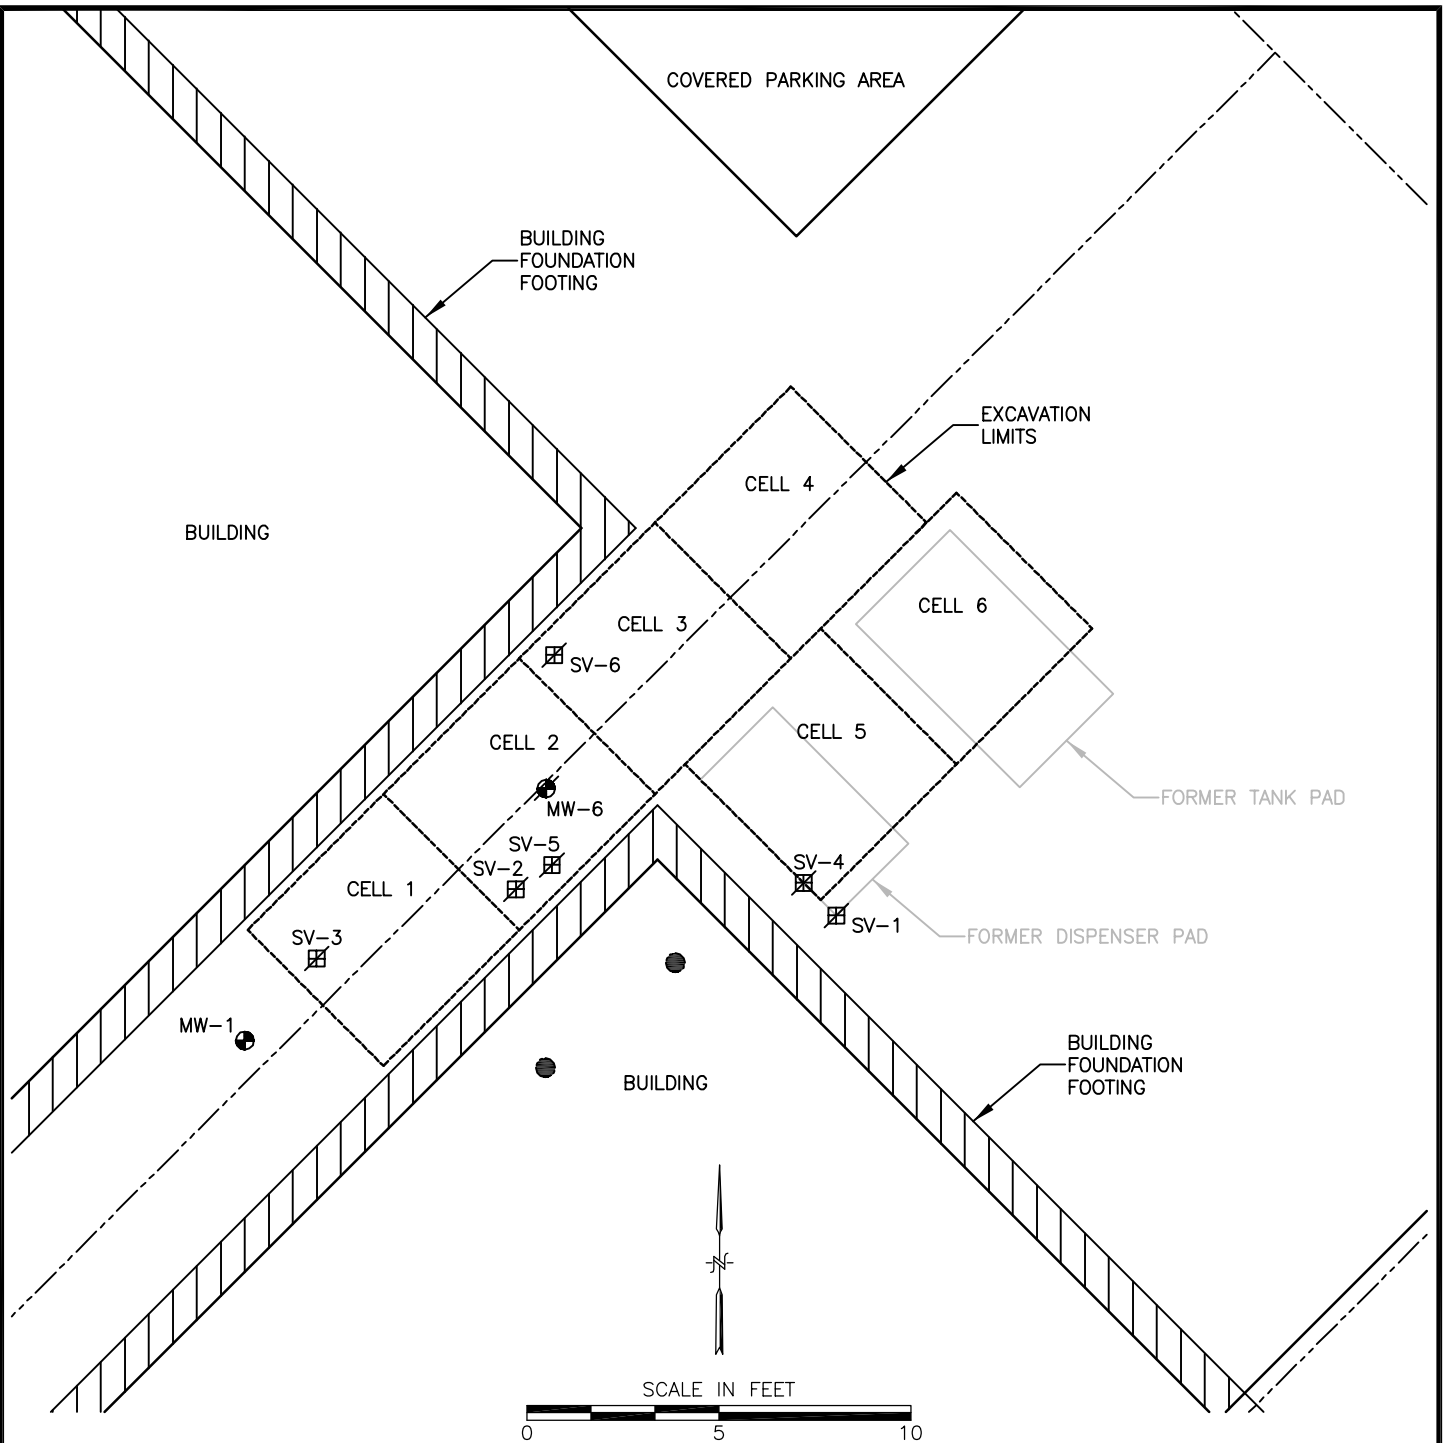 COVERED PARKING AREA
BUILDING
FOUNDATION
FOOTING
EXCAVATION
LIMITS
CELL 4
BUILDING
CELL 6
CELL 3
SV-6
CELL 5
CELL 2
FORMER TANK PAD
MW-6
SV-5
SV-4
SV-2
CELL 1
SV-1
SV-3
FORMER DISPENSER PAD
MW-1
BUILDING
FOUNDATION
FOOTING
BUILDING
N
SCALE IN FEET
0 5 10